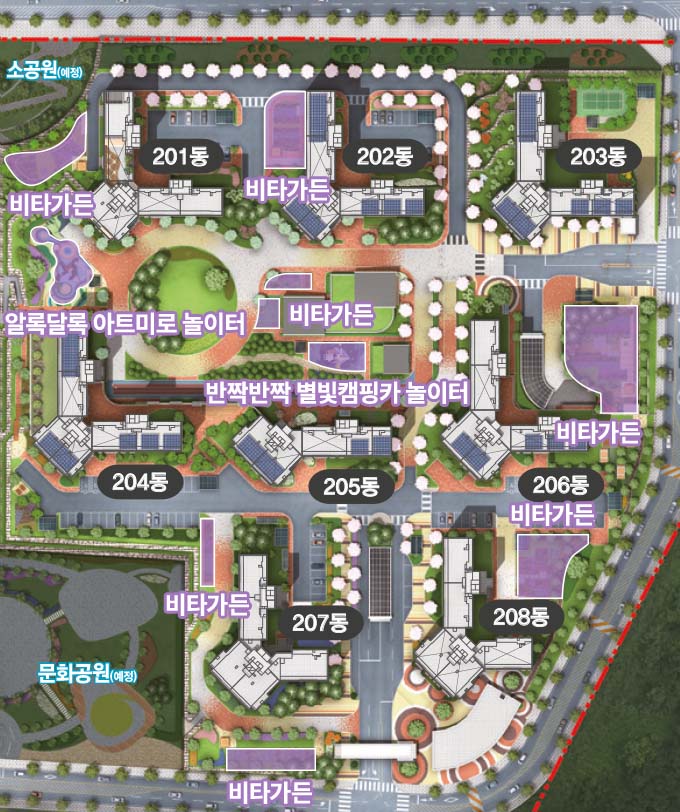 소공원(예정)
201동
202동
203동
비타가든
비타가든
알록달록 아트미로 놀이터
비타가든
반짝반짝 별빛캠핑카 놀이터
비타가든
204동
205동
206동
비타가든
비타가든
207동
208동
문화공원(예정)
비타가든